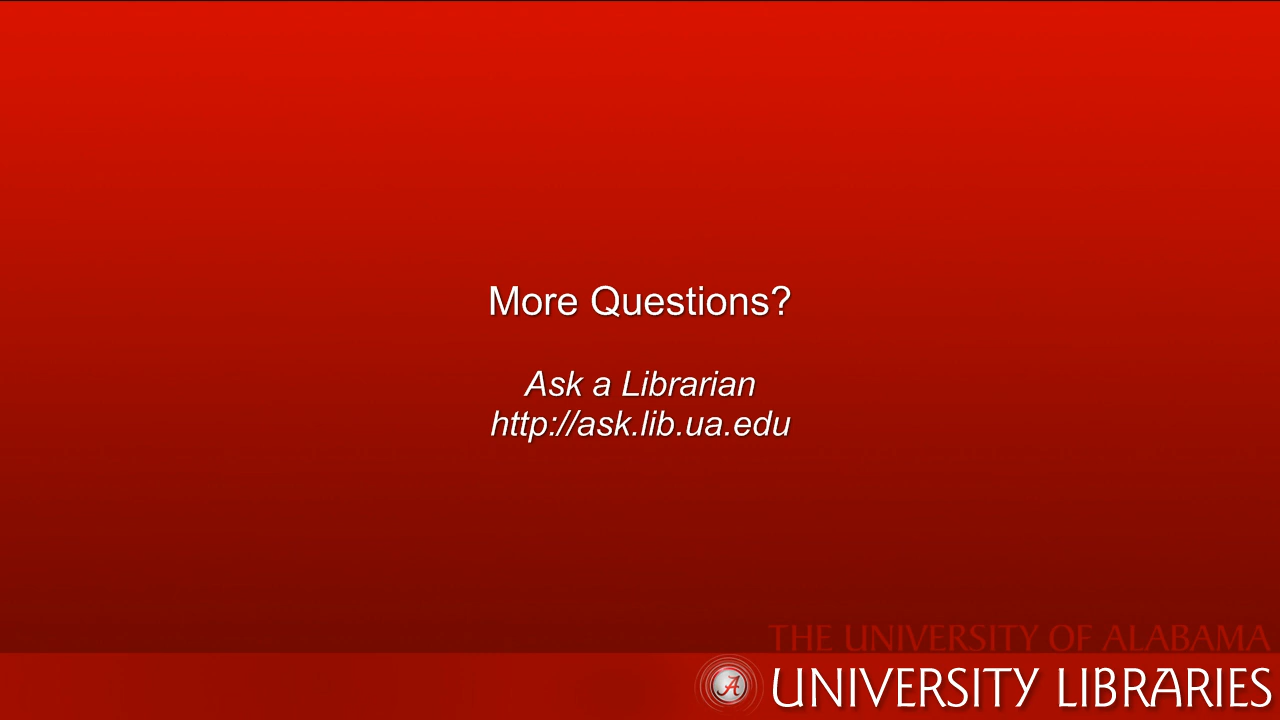 More Questions?
Ask a Librarian
http://ask.lib.ua.edu
THE UNIVERSITY OF ALABAMA
A UNIVERSITY LIBRARIES